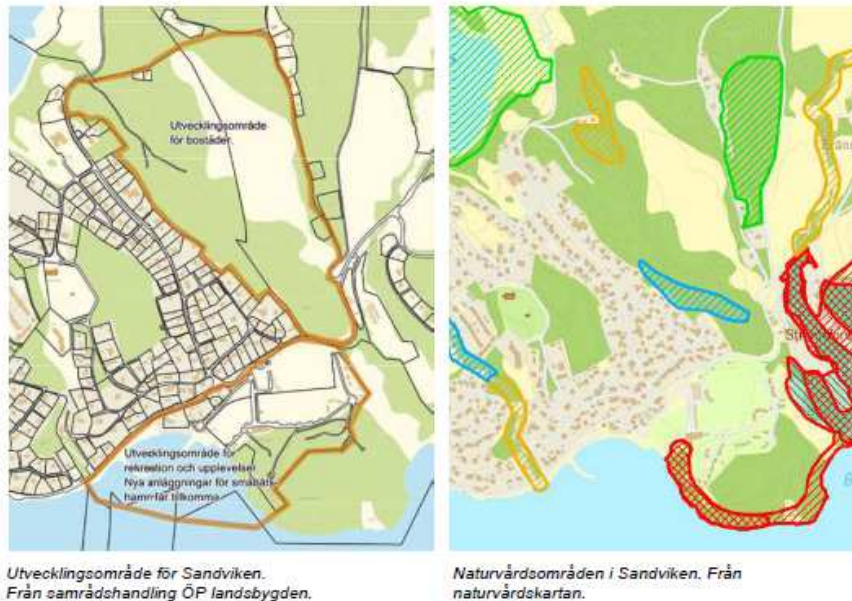 Utvecklingsområde
för bostäder.
Utvecklingsområde för
rekreation och upplevelser.
Nya anläggningar för småbåts-
hamn får tillkomma.
Utvecklingsområde för Sandviken.
Från samrådshandling ÖP landsbygden.
Naturvårdsområden i Sandviken. Från
naturvårdskartan.